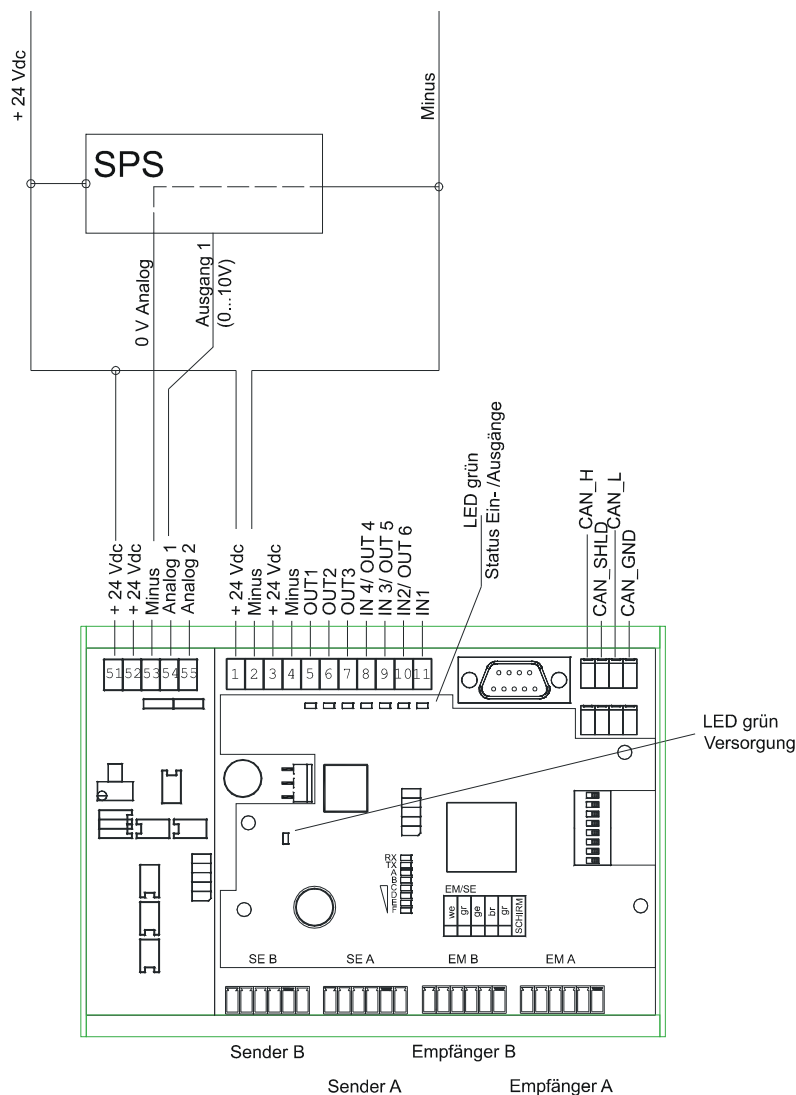 + 24 Vdc
Minus
SPS
0 V Analog
Ausgang 1
(0...10V)
LED grün
Status Ein- /Ausgänge
+ 24 Vdc
+ 24 Vdc
Minus
Analog 1
Analog 2
+ 24 Vdc
Minus
+ 24 Vdc
Minus
OUT1
OUT2
OUT3
IN 4/ OUT 4
IN 3/ OUT 5
IN2/ OUT 6
IN1
CAN_H
CAN_SHLD
CAN_L
CAN_GND
51 52 53 54 55
1 2 3 4 5 6 7 8 9 10 11
LED grün
Versorgung
RX
TX
A
B
EM/SE
we
gr
ge
br
gr
SCHIRM
SE B
SE A
EM B
EM A
Sender B
Empfänger B
Sender A
Empfänger A